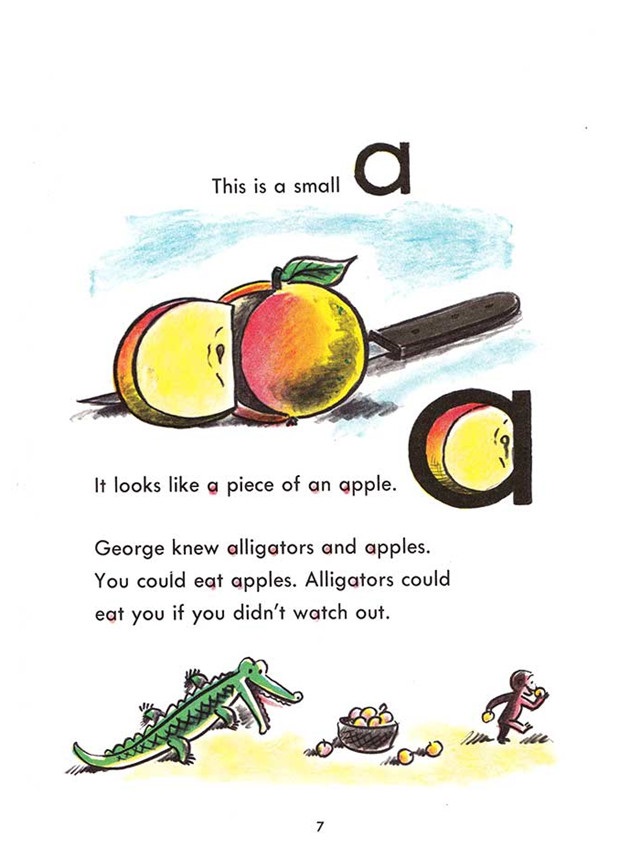 This is a small a
a
It looks like a piece of an apple.
George knew alligators and apples.
You could eat apples. Alligators could
eat you if you didn't watch out.
7